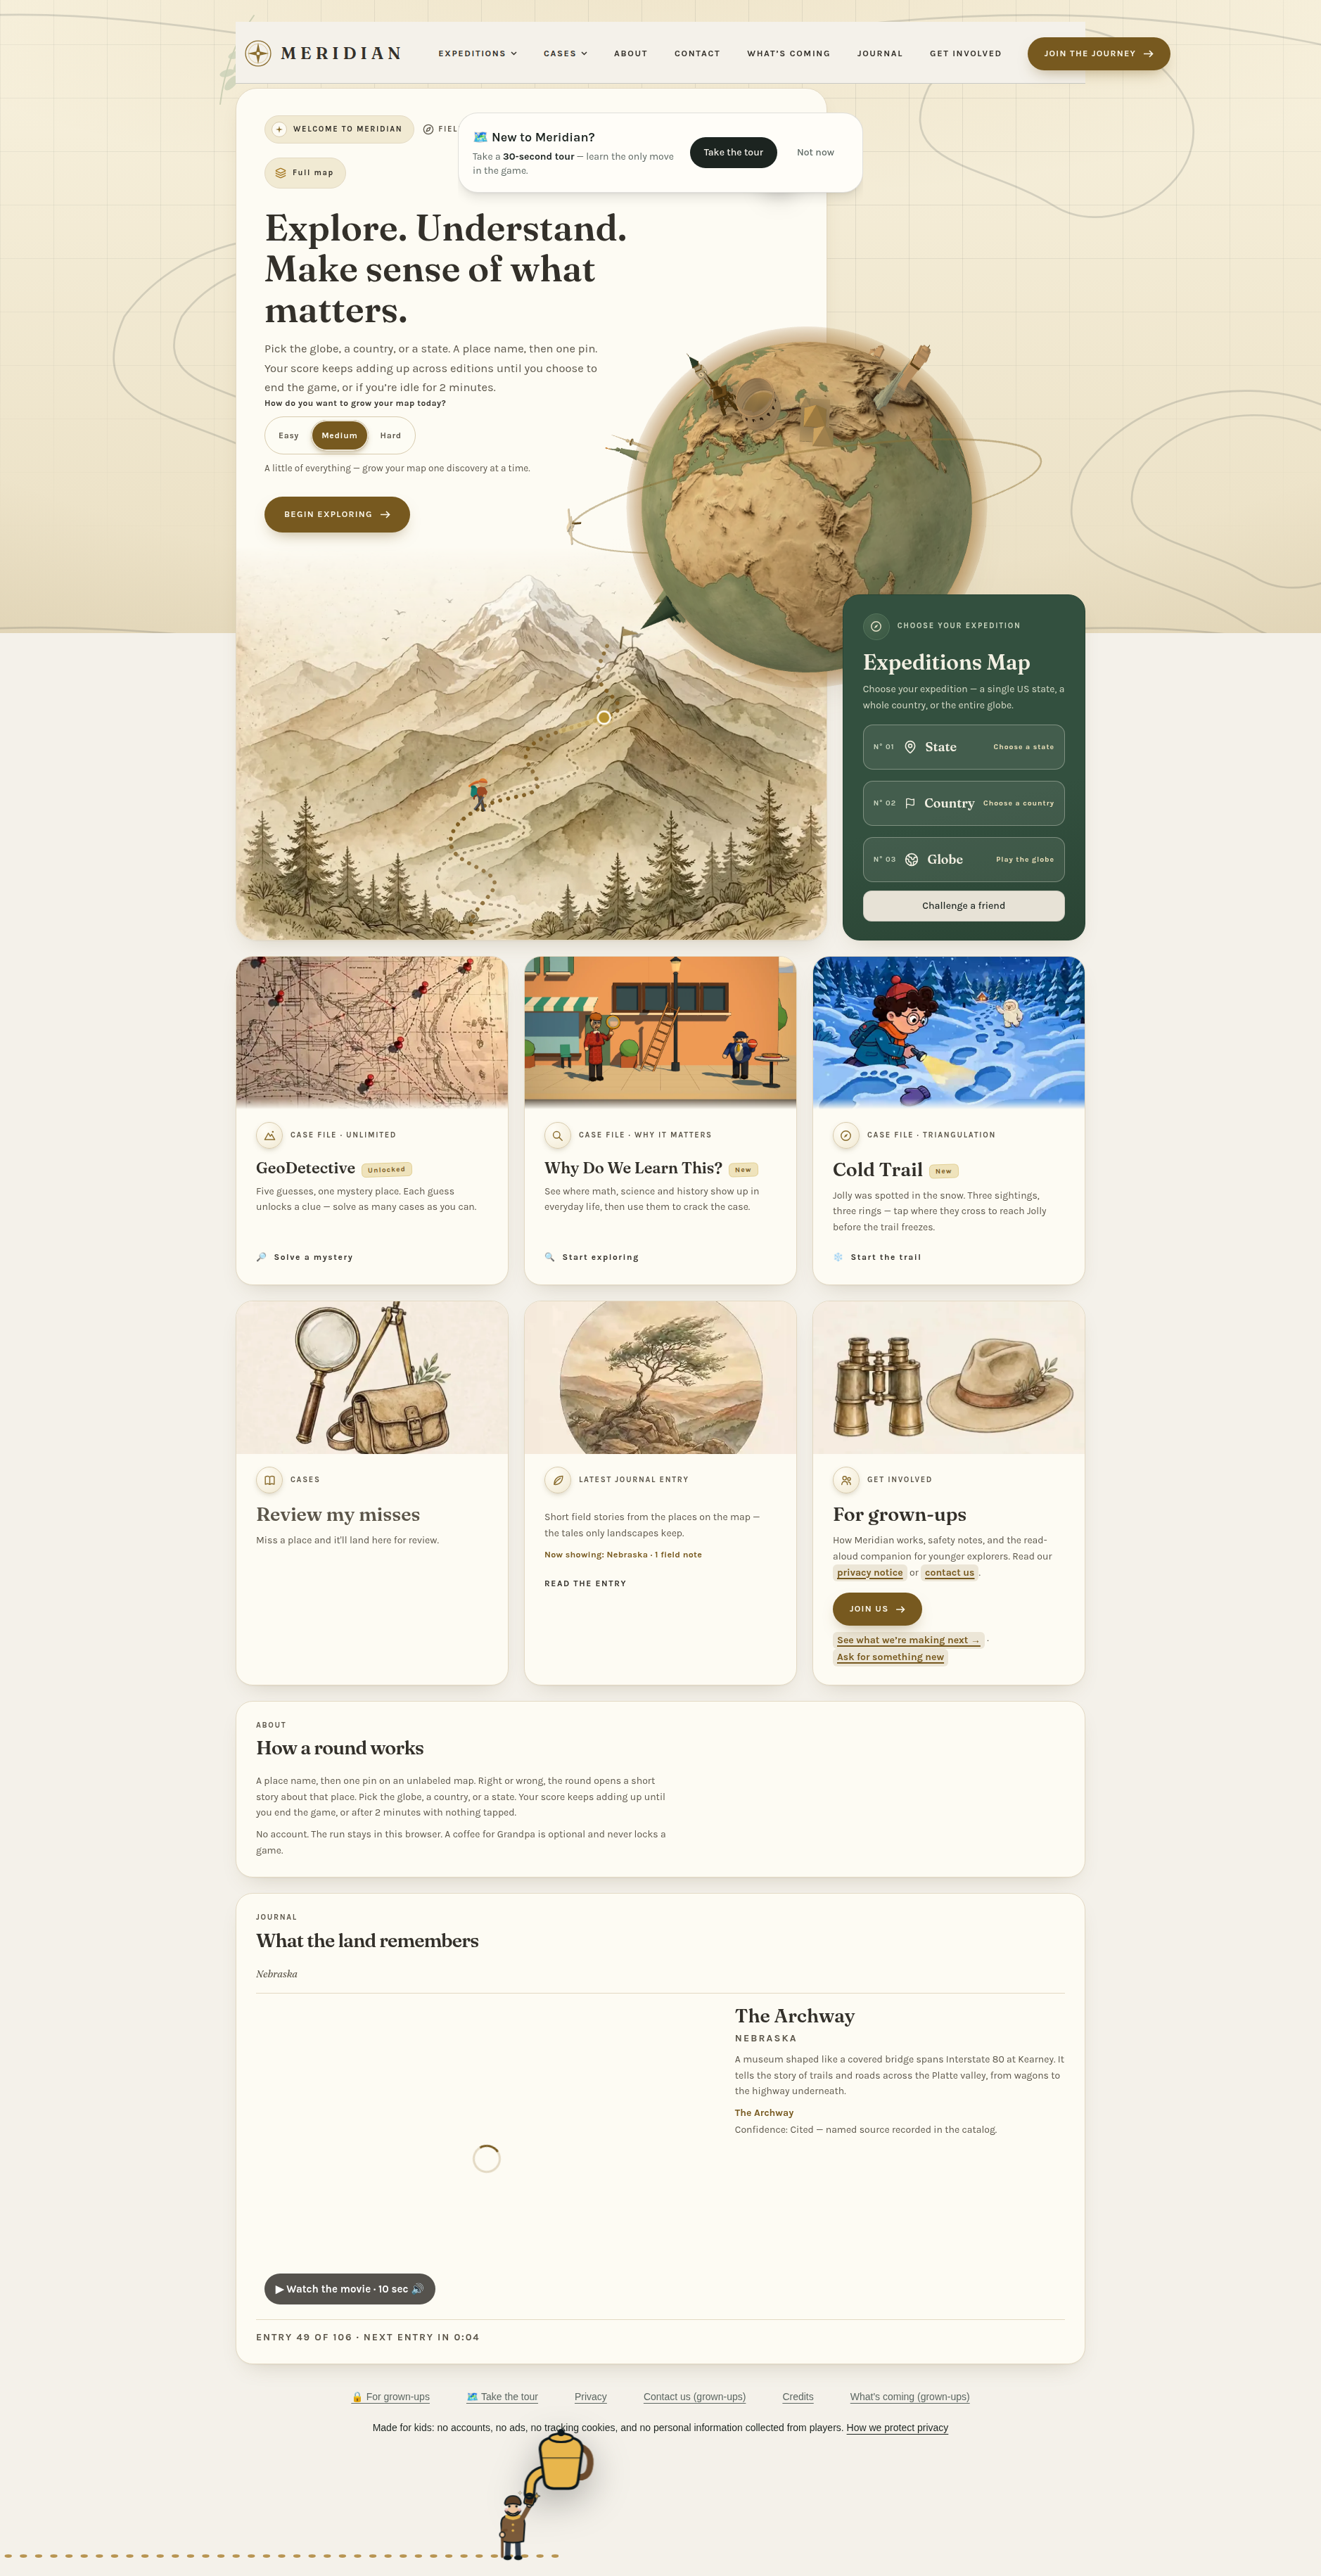 MERIDIAN
EXPEDITIONS
CASES
ABOUT
CONTACT
WHAT'S COMING
JOURNAL
GET INVOLVED
JOIN THE JOURNEY →
WELCOME TO MERIDIAN
FIEL
Full map
🗺️ New to Meridian?
Take a 30-second tour — learn the only move
in the game.
Take the tour
Not now
Explore. Understand.
Make sense of what
matters.
Pick the globe, a country, or a state. A place name, then one pin.
Your score keeps adding up across editions until you choose to
end the game, or if you're idle for 2 minutes.
How do you want to grow your map today?
Easy
Medium
Hard
A little of everything — grow your map one discovery at a time.
BEGIN EXPLORING →
CHOOSE YOUR EXPEDITION
Expeditions Map
Choose your expedition — a single US state, a
whole country, or the entire globe.
N° 01 State Choose a state
N° 02 Country Choose a country
N° 03 Globe Play the globe
Challenge a friend
CASE FILE · UNLIMITED
GeoDetective Unlocked
Five guesses, one mystery place. Each guess
unlocks a clue — solve as many cases as you can.
🔎 Solve a mystery
CASE FILE · WHY IT MATTERS
Why Do We Learn This? New
See where math, science and history show up in
everyday life, then use them to crack the case.
🔍 Start exploring
CASE FILE · TRIANGULATION
Cold Trail New
Jolly was spotted in the snow. Three sightings,
three rings — tap where they cross to reach Jolly
before the trail freezes.
❄️ Start the trail
CASES
Review my misses
Miss a place and it'll land here for review.
LATEST JOURNAL ENTRY
Short field stories from the places on the map —
the tales only landscapes keep.
Now showing: Nebraska · 1 field note
READ THE ENTRY
GET INVOLVED
For grown-ups
How Meridian works, safety notes, and the read-
aloud companion for younger explorers. Read our
privacy notice or contact us.
JOIN US →
See what we're making next → ·
Ask for something new
ABOUT
How a round works
A place name, then one pin on an unlabeled map. Right or wrong, the round opens a short
story about that place. Pick the globe, a country, or a state. Your score keeps adding up until
you end the game, or after 2 minutes with nothing tapped.
No account. The run stays in this browser. A coffee for Grandpa is optional and never locks a
game.
JOURNAL
What the land remembers
Nebraska
The Archway
NEBRASKA
A museum shaped like a covered bridge spans Interstate 80 at Kearney. It
tells the story of trails and roads across the Platte valley, from wagons to
the highway underneath.
The Archway
Confidence: Cited — named source recorded in the catalog.
▶ Watch the movie · 10 sec 🔊
ENTRY 49 OF 106 · NEXT ENTRY IN 0:04
🔒 For grown-ups
🗺️ Take the tour
Privacy
Contact us (grown-ups)
Credits
What's coming (grown-ups)
Made for kids: no accounts, no ads, no tracking cookies, and no personal information collected from players. How we protect privacy